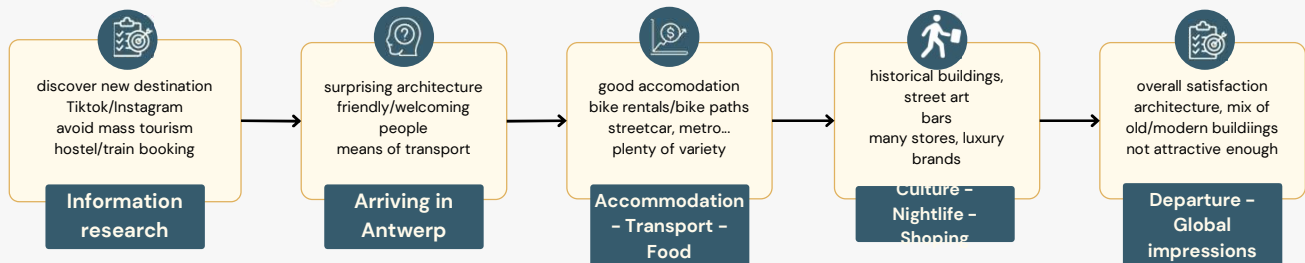 discover new destination
Tiktok/Instagram
avoid mass tourism
hostel/train booking
Information
research
surprising architecture
friendly/welcoming
people
means of transport
Arriving in
Antwerp
good accomodation
bike rentals/bike paths
streetcar, metro...
plenty of variety
Accommodation
- Transport -
Food
historical buildings,
street art
bars
many stores, luxury
brands
Culture -
Nightlife -
Shoping
overall satisfaction
architecture, mix of
old/modern buildiings
not attractive enough
Departure -
Global
impressions